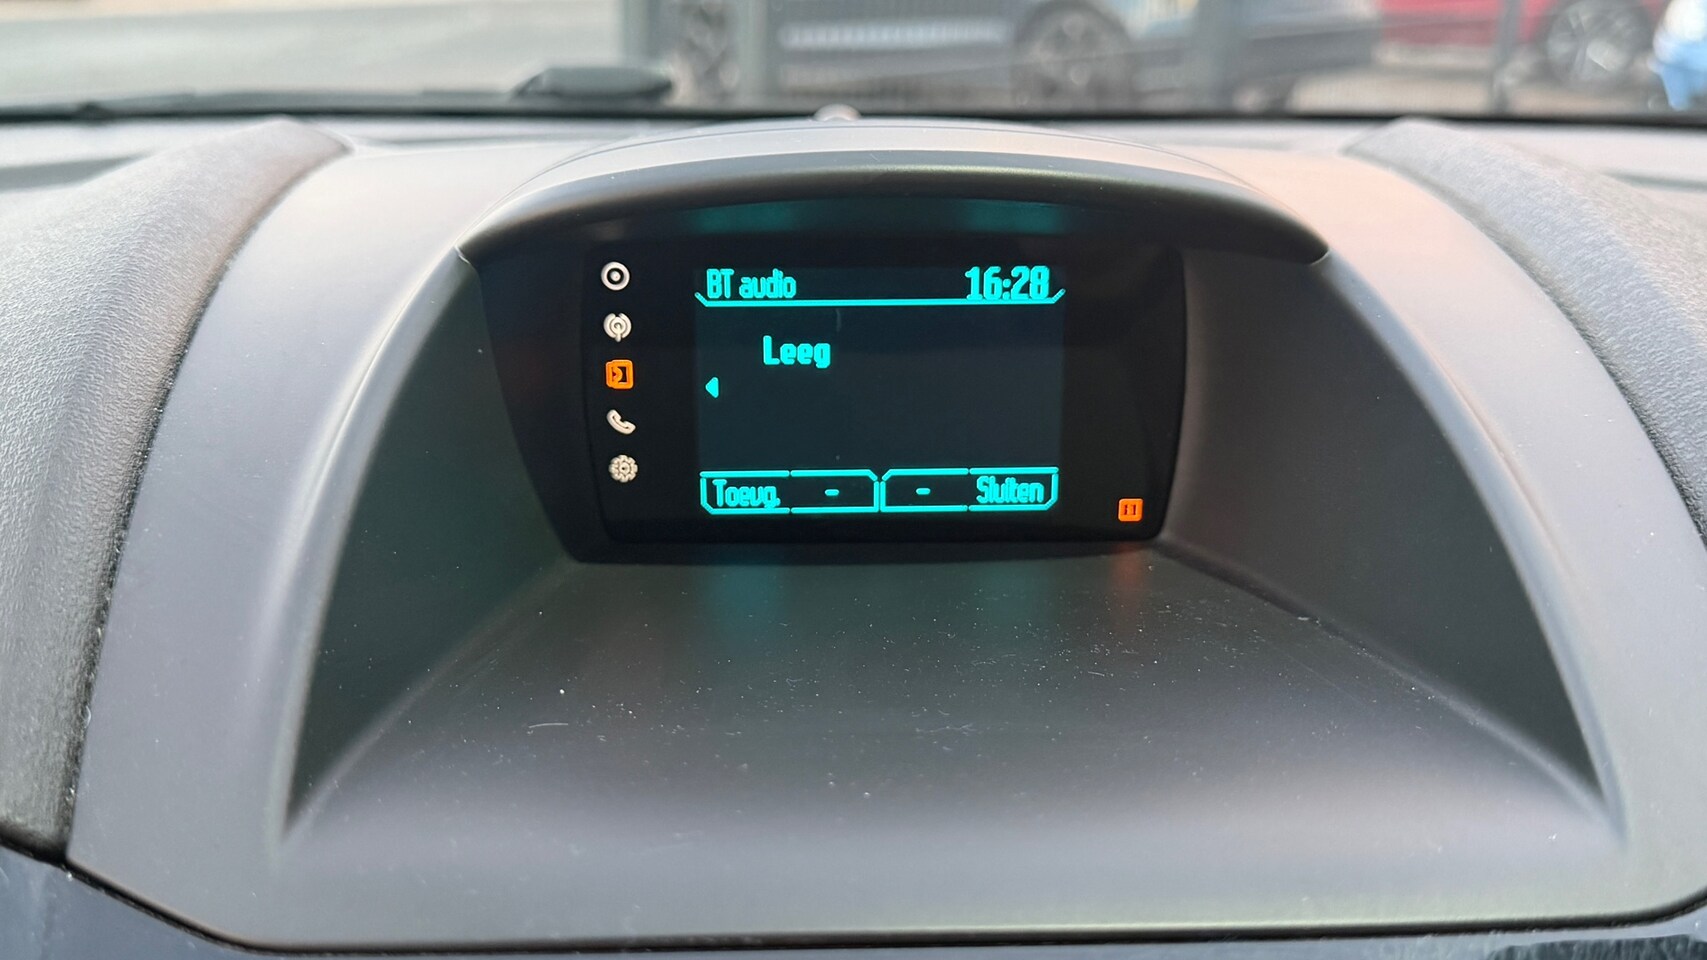 BT audio 16:28
Leeg
Toevg. - - Sluiten